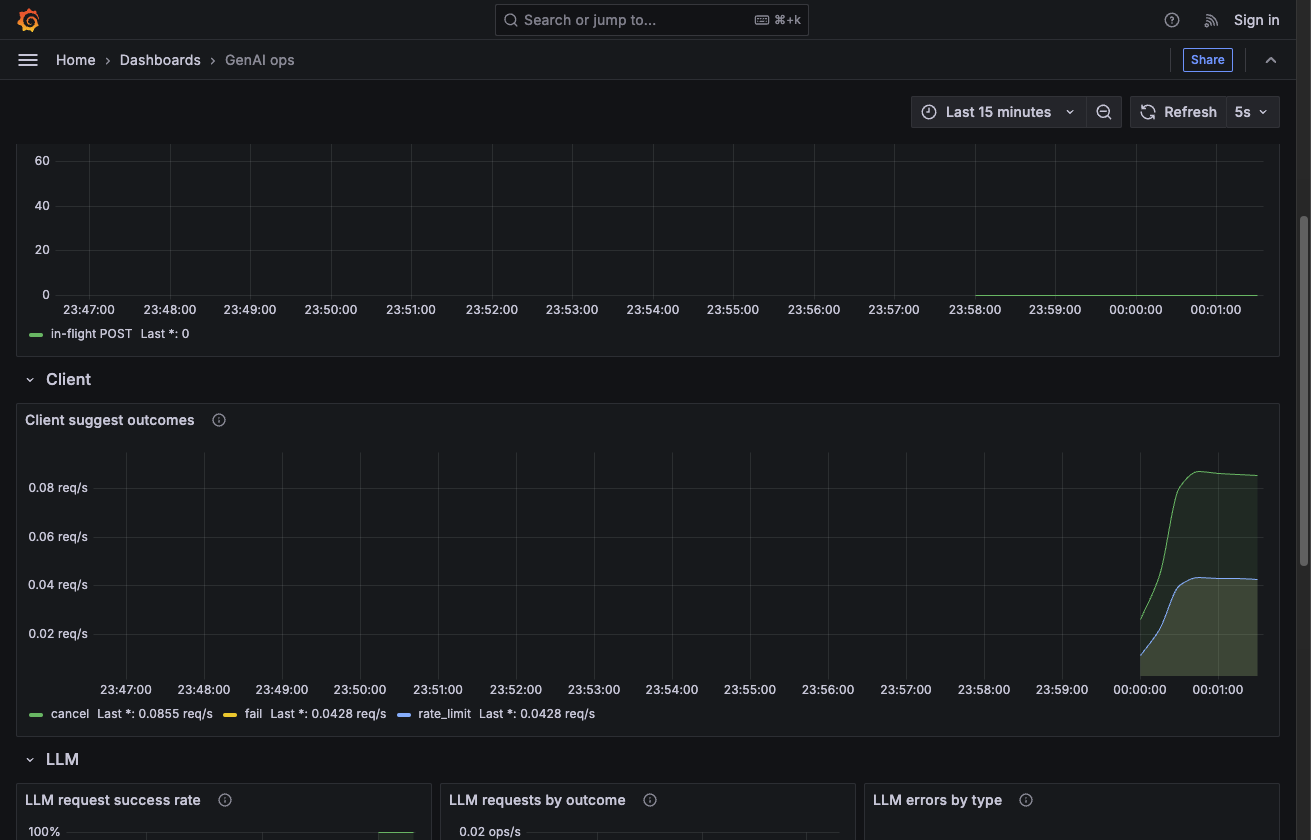 Search or jump to... ⌘+k Sign in
Home › Dashboards › GenAI ops Share
Last 15 minutes Refresh 5s
60
40
20
0
23:47:00 23:48:00 23:49:00 23:50:00 23:51:00 23:52:00 23:53:00 23:54:00 23:55:00 23:56:00 23:57:00 23:58:00 23:59:00 00:00:00 00:01:00
in-flight POST Last *: 0
Client
Client suggest outcomes
0.08 req/s
0.06 req/s
0.04 req/s
0.02 req/s
23:47:00 23:48:00 23:49:00 23:50:00 23:51:00 23:52:00 23:53:00 23:54:00 23:55:00 23:56:00 23:57:00 23:58:00 23:59:00 00:00:00 00:01:00
cancel Last *: 0.0855 req/s fail Last *: 0.0428 req/s rate_limit Last *: 0.0428 req/s
LLM
LLM request success rate LLM requests by outcome LLM errors by type
100% 0.02 ops/s